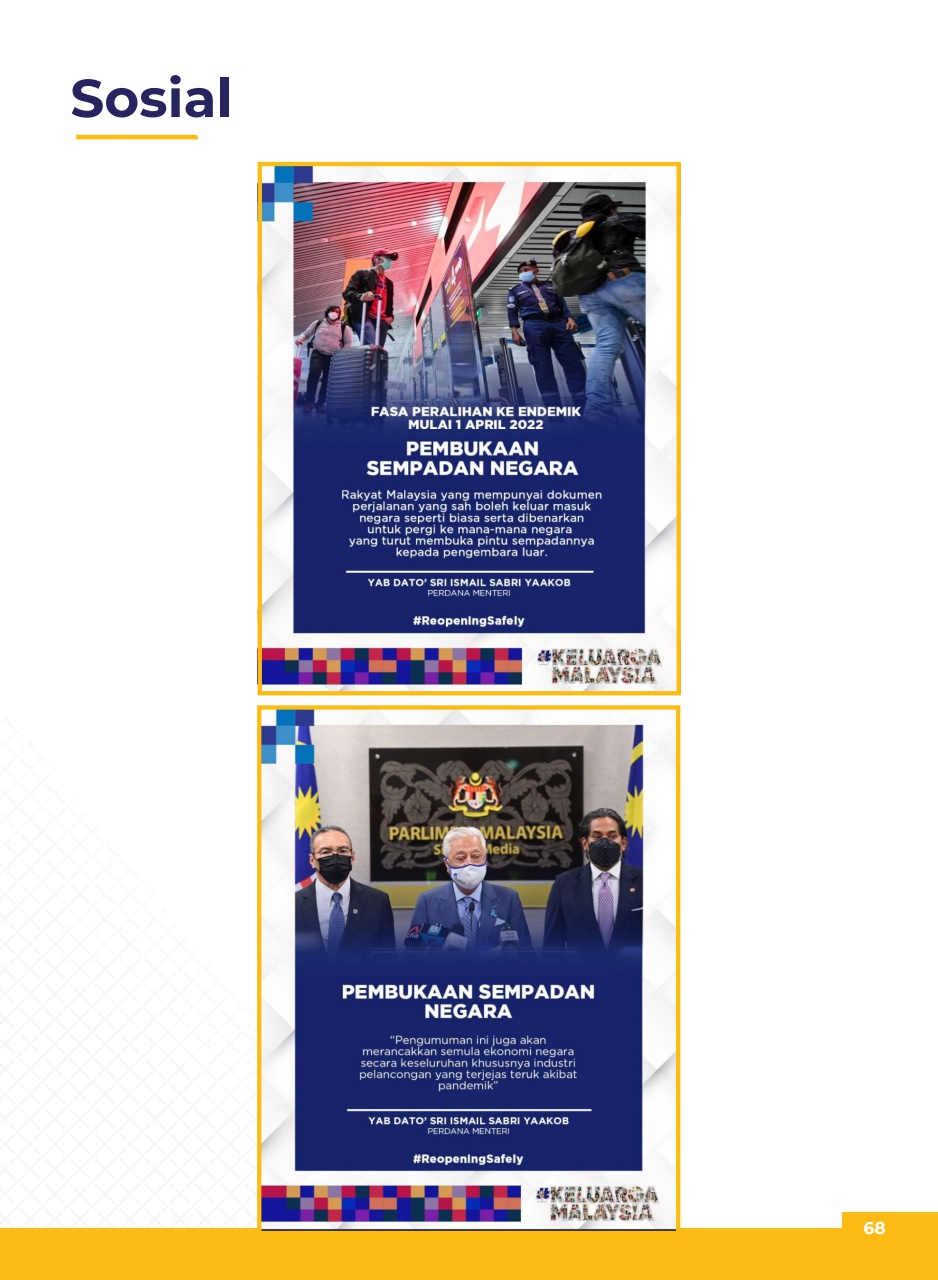 Sosial
FASA PERALIHAN KE ENDEMIK
MULAI 1 APRIL 2022
PEMBUKAAN
SEMPADAN NEGARA
Rakyat Malaysia yang mempunyai dokumen
perjalanan yang sah boleh keluar masuk
negara seperti biasa serta dibenarkan
untuk pergi ke mana-mana negara
yang turut membuka pintu sempadannya
kepada pengembara luar.
YAB DATO' SRI ISMAIL SABRI YAAKOB
PERDANA MENTERI
#ReopeningSafely
#KELUARGA
MALAYSIA
PARLIM MALAYSIA
S Media
PEMBUKAAN SEMPADAN
NEGARA
“Pengumuman ini juga akan
merancakkan semula ekonomi negara
secara keseluruhan khususnya industri
pelancongan yang terjejas teruk akibat
pandemik”
YAB DATO' SRI ISMAIL SABRI YAAKOB
PERDANA MENTERI
#ReopeningSafely
#KELUARGA
MALAYSIA
68